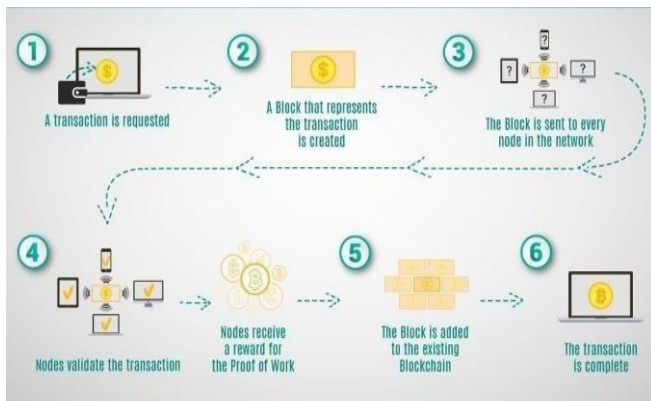 1
A transaction is requested
2
A Block that represents
the transaction
is created
3
The Block is sent to every
node in the network
4
Nodes validate the transaction
Nodes receive
a reward for
the Proof of Work
5
The Block is added
to the existing
Blockchain
6
The transaction
is complete